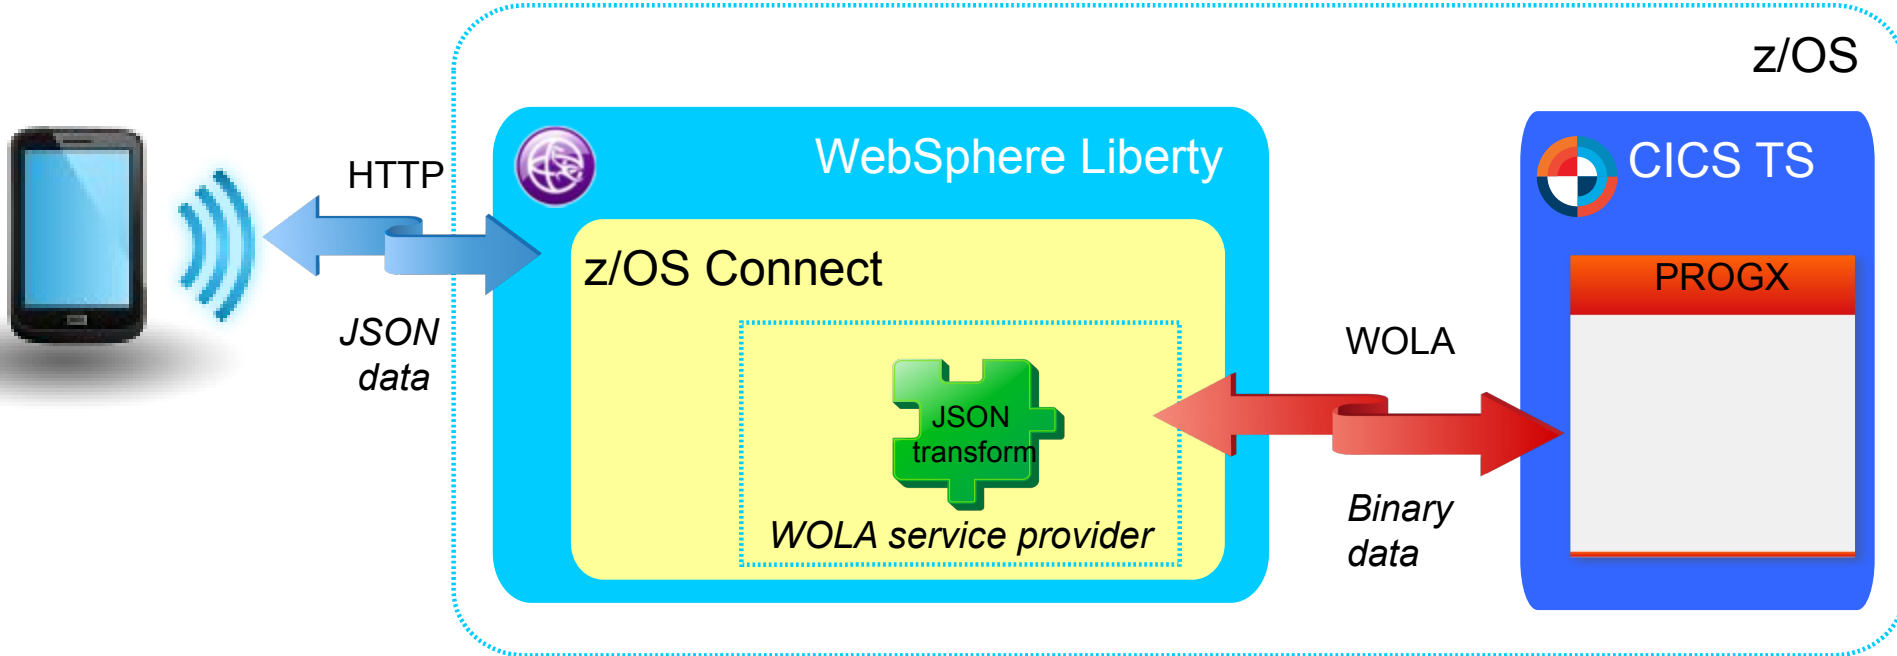 z/OS
HTTP
WebSphere Liberty
CICS TS
z/OS Connect
PROGX
JSON
data
WOLA
JSON
transform
Binary
data
WOLA service provider